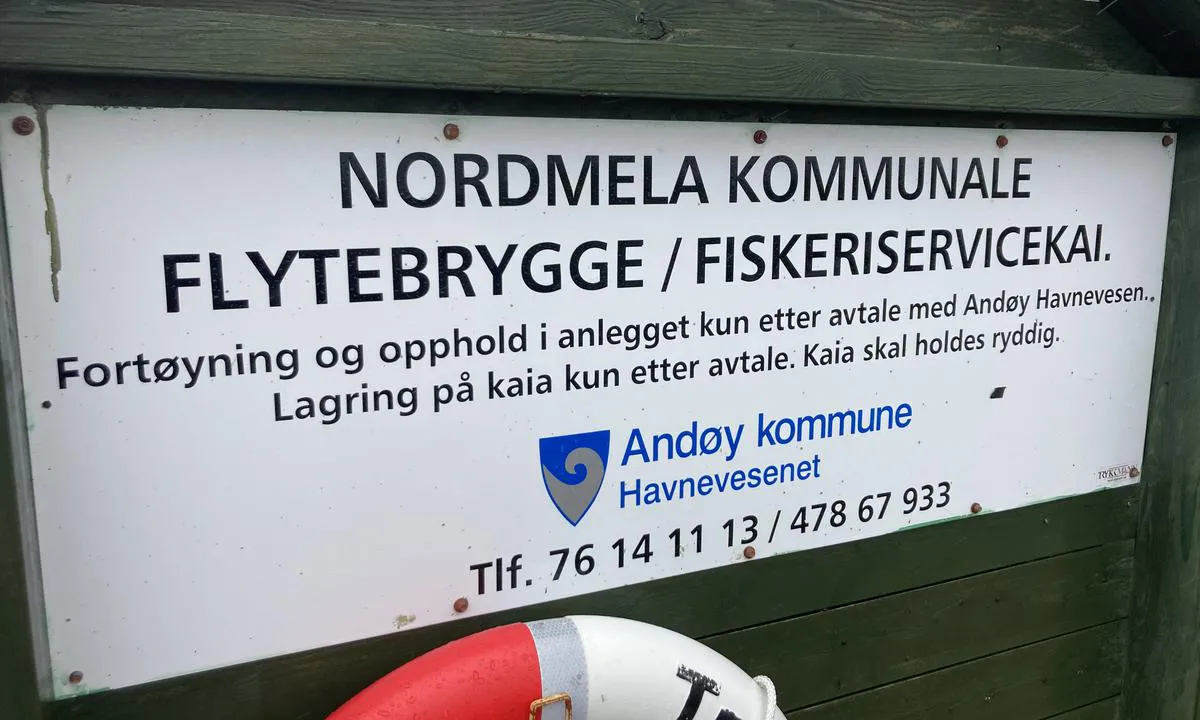 NORDMELA KOMMUNALE
FLYTEBRYGGE / FISKERISERVICEKAI.
Fortøyning og opphold i anlegget kun etter avtale med Andøy Havnevesen..
Lagring på kaia kun etter avtale. Kaia skal holdes ryddig.
Andøy kommune
Havnevesenet
Tlf. 76 14 11 13 / 478 67 933